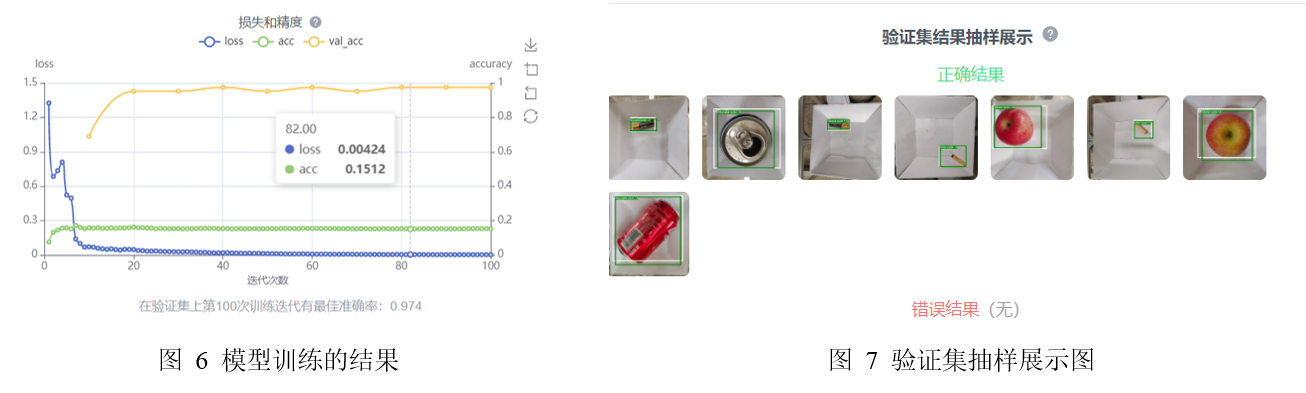 损失和精度
loss acc val_acc
loss
accuracy
1.5
1.2
0.9
0.6
0.3
0
1
0.8
0.6
0.4
0.2
0
82.00
loss 0.00424
acc 0.1512
0 20 40 60 80 100
迭代次数
在验证集上第100次训练迭代有最佳准确率：0.974
图 6 模型训练的结果
验证集结果抽样展示
正确结果
错误结果（无）
图 7 验证集抽样展示图